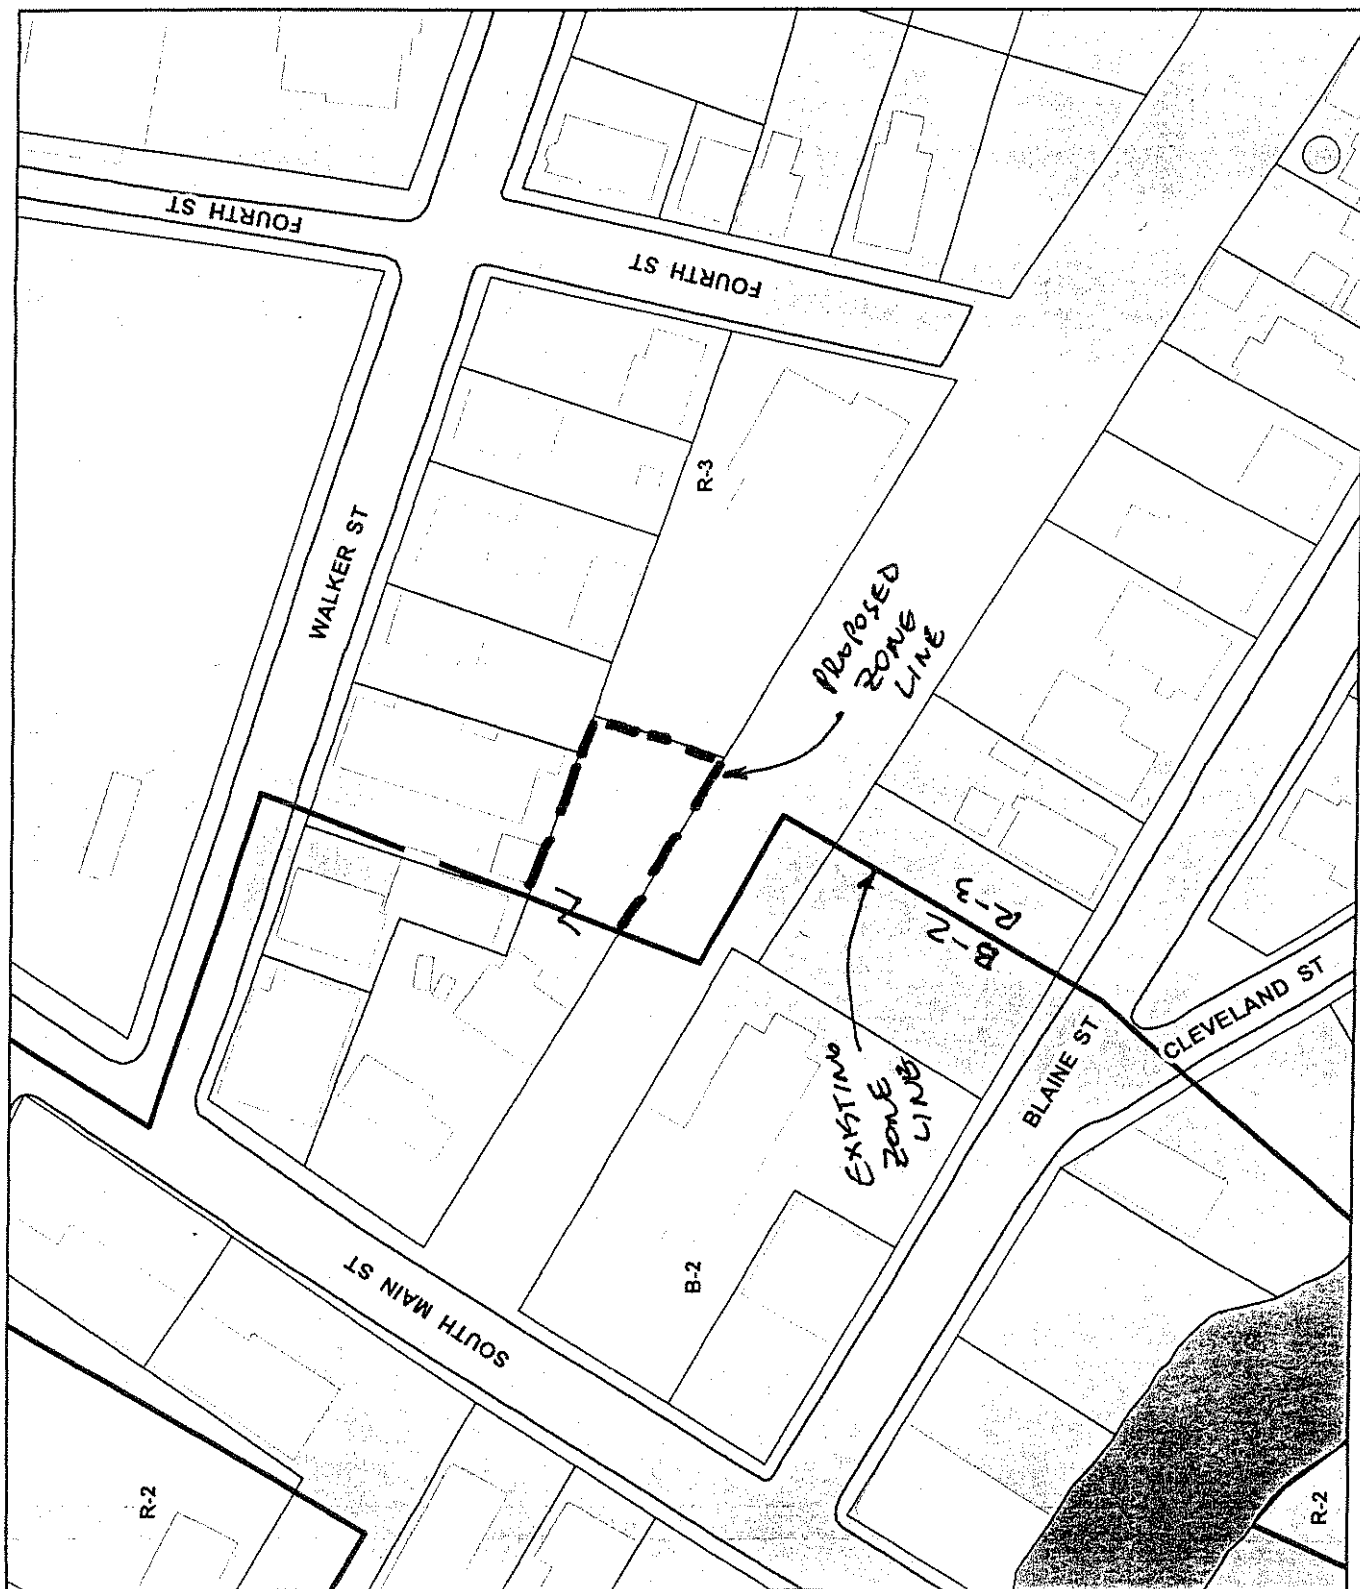 FOURTH ST
FOURTH ST
WALKER ST
R-3
PROPOSED
ZONE
LINE
R-3
B-2
EXISTING
ZONE
LINE
BLAINE ST
CLEVELAND ST
SOUTH MAIN ST
B-2
R-2
R-2